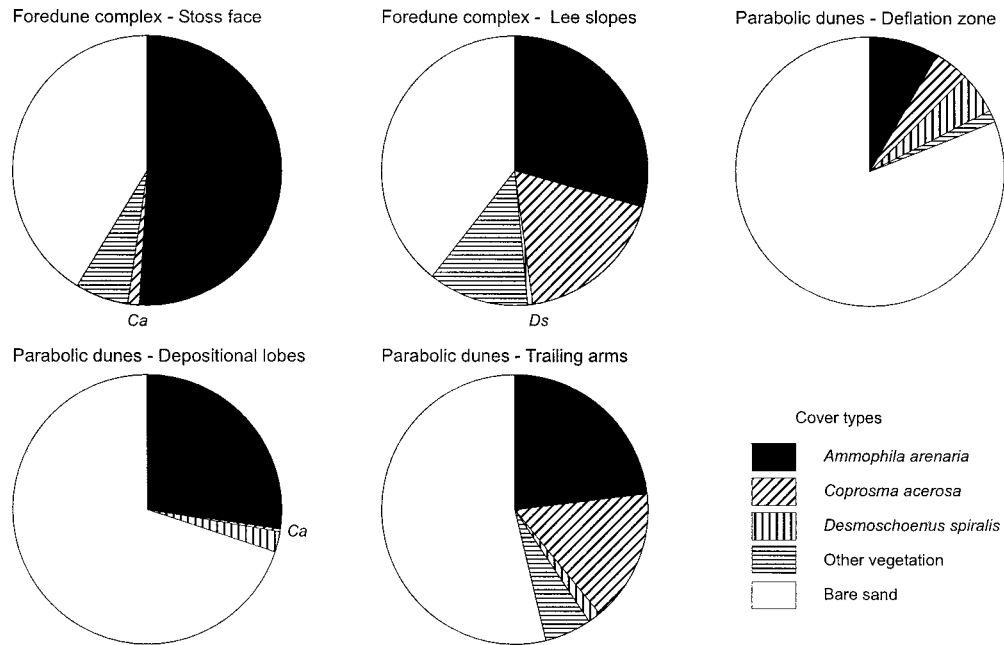 Foredune complex - Stoss face
Foredune complex - Lee slopes
Parabolic dunes - Deflation zone
Ca
Ds
Parabolic dunes - Depositional lobes
Parabolic dunes - Trailing arms
Ca
Cover types
Ammophila arenaria
Coprosma acerosa
Desmoschoenus spiralis
Other vegetation
Bare sand